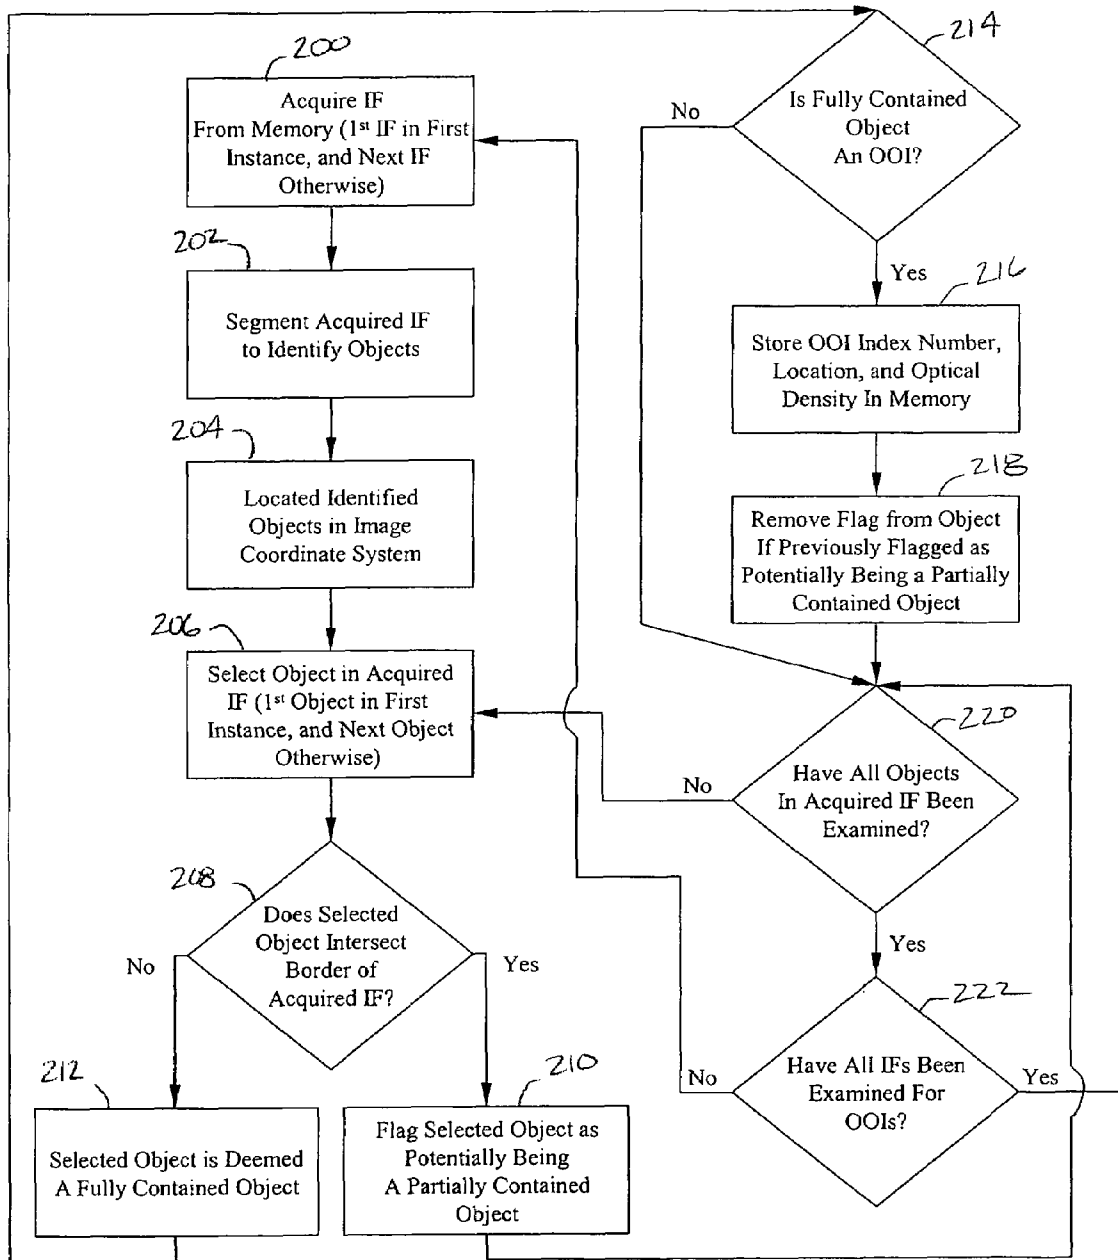 200
Acquire IF
From Memory (1st IF in First
Instance, and Next IF
Otherwise)
202
Segment Acquired IF
to Identify Objects
204
Located Identified
Objects in Image
Coordinate System
206
Select Object in Acquired
IF (1st Object in First
Instance, and Next Object
Otherwise)
208
Does Selected
Object Intersect
Border of
Acquired IF?
No
Yes
212
Selected Object is Deemed
A Fully Contained Object
210
Flag Selected Object as
Potentially Being
A Partially Contained
Object
214
Is Fully Contained
Object
An OOI?
No
Yes
216
Store OOI Index Number,
Location, and Optical
Density In Memory
218
Remove Flag from Object
If Previously Flagged as
Potentially Being a Partially
Contained Object
220
Have All Objects
In Acquired IF Been
Examined?
No
Yes
222
Have All IFs Been
Examined For
OOIs?
No
Yes